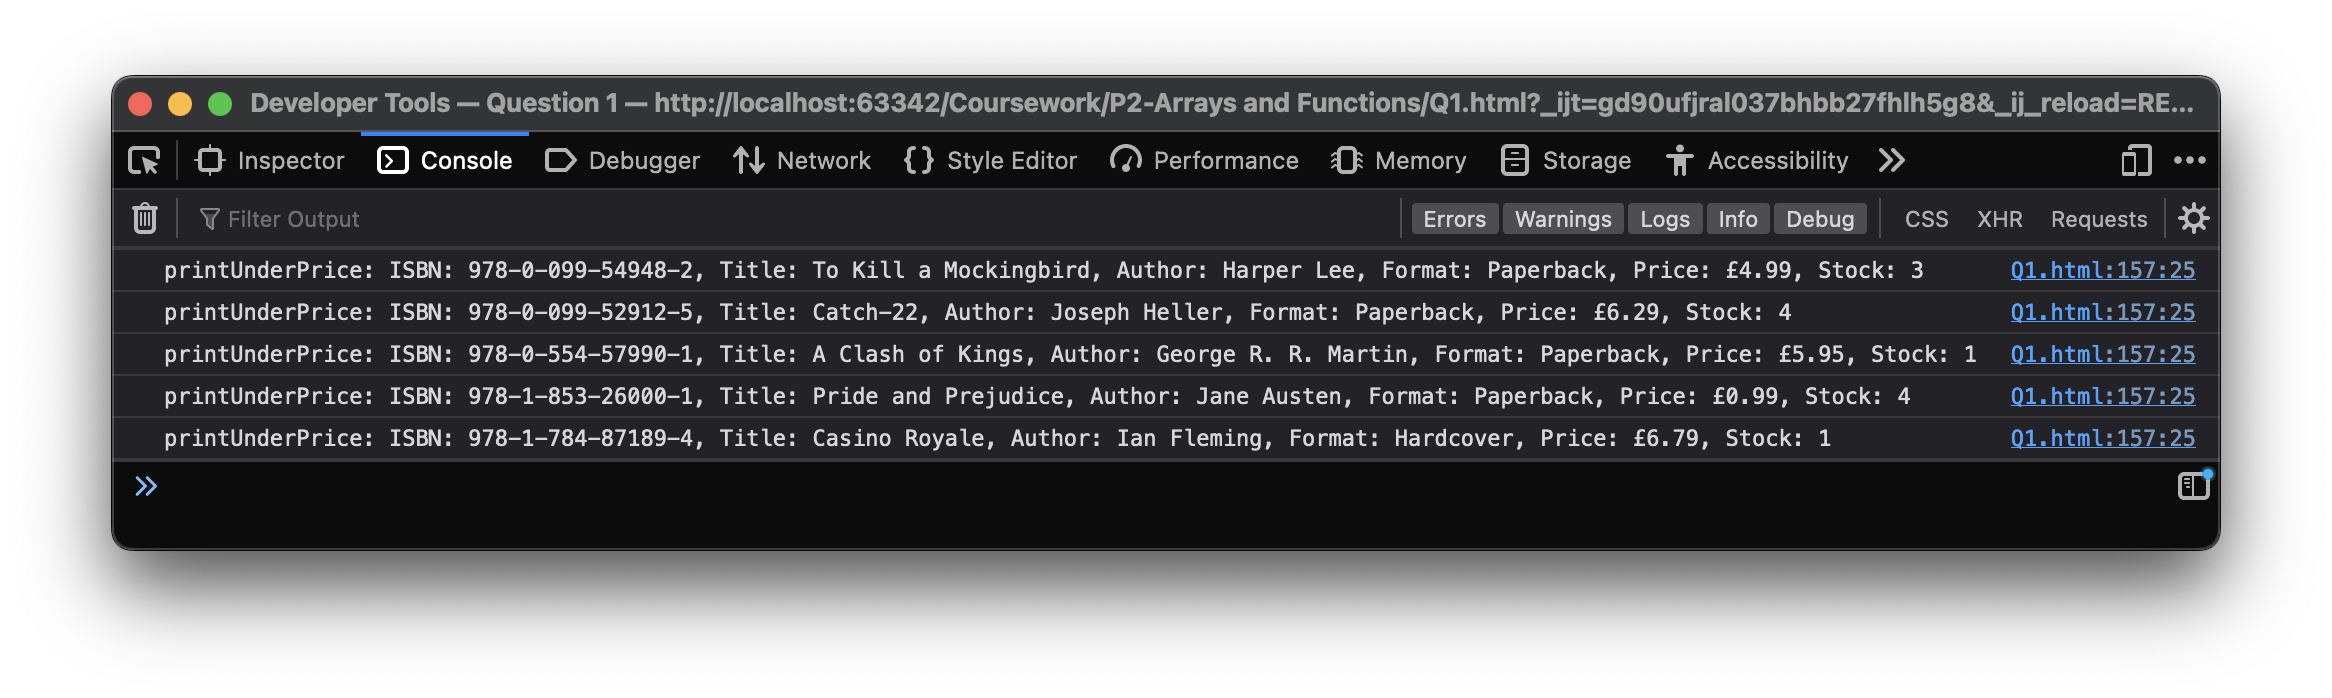 Developer Tools — Question 1 — http://localhost:63342/Coursework/P2-Arrays and Functions/Q1.html?_ijt=gd90ufjral037bhbb27fhlh5g8&_ij_reload=RE...
Inspector Console Debugger Network Style Editor Performance Memory Storage Accessibility
Filter Output Errors Warnings Logs Info Debug CSS XHR Requests
printUnderPrice: ISBN: 978-0-099-54948-2, Title: To Kill a Mockingbird, Author: Harper Lee, Format: Paperback, Price: £4.99, Stock: 3 Q1.html:157:25
printUnderPrice: ISBN: 978-0-099-52912-5, Title: Catch-22, Author: Joseph Heller, Format: Paperback, Price: £6.29, Stock: 4 Q1.html:157:25
printUnderPrice: ISBN: 978-0-554-57990-1, Title: A Clash of Kings, Author: George R. R. Martin, Format: Paperback, Price: £5.95, Stock: 1 Q1.html:157:25
printUnderPrice: ISBN: 978-1-853-26000-1, Title: Pride and Prejudice, Author: Jane Austen, Format: Paperback, Price: £0.99, Stock: 4 Q1.html:157:25
printUnderPrice: ISBN: 978-1-784-87189-4, Title: Casino Royale, Author: Ian Fleming, Format: Hardcover, Price: £6.79, Stock: 1 Q1.html:157:25